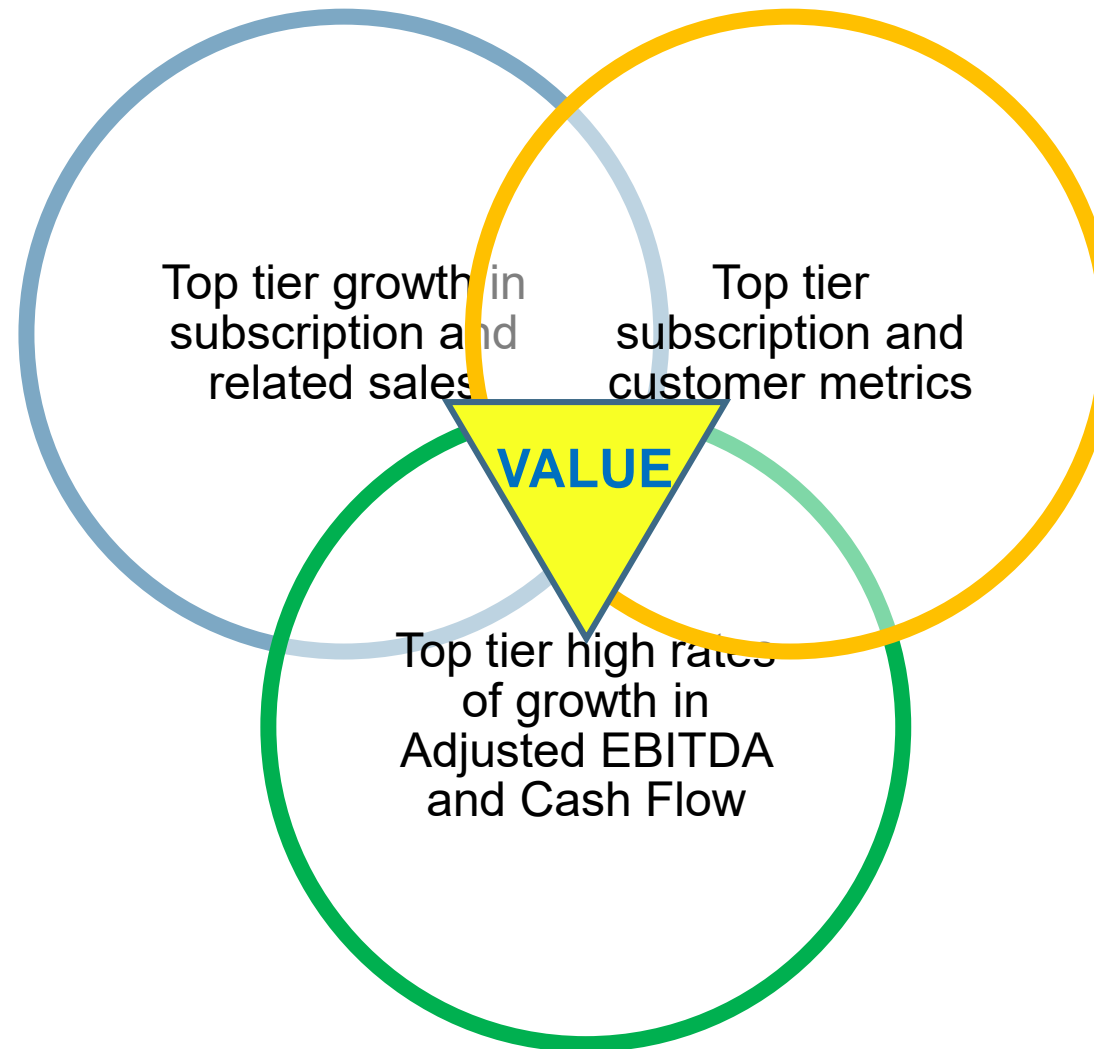 Top tier growth in
subscription and
related sales
Top tier
subscription and
customer metrics
VALUE
Top tier high rates
of growth in
Adjusted EBITDA
and Cash Flow